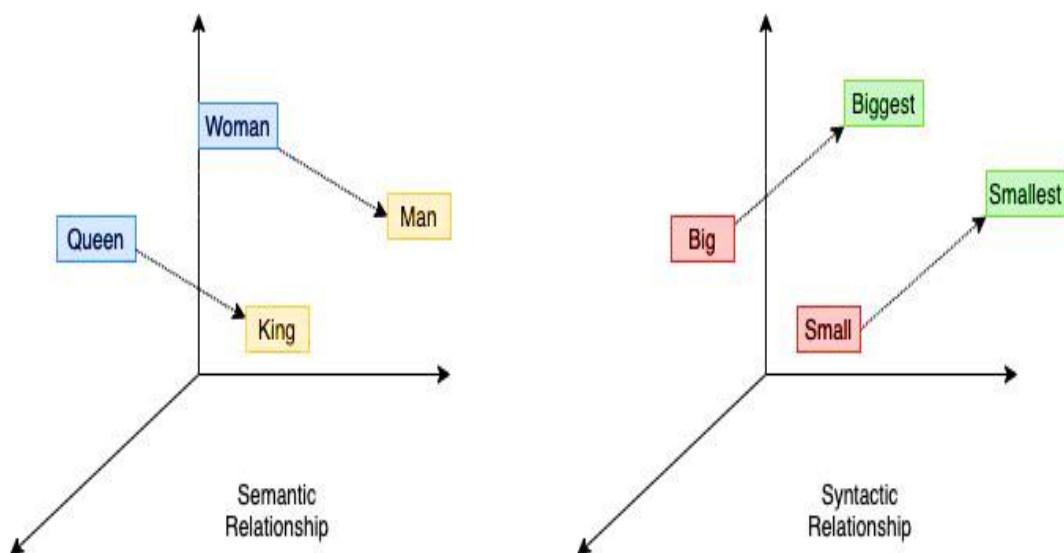 Woman
Man
Queen
King
Semantic
Relationship
Biggest
Smallest
Big
Small
Syntactic
Relationship